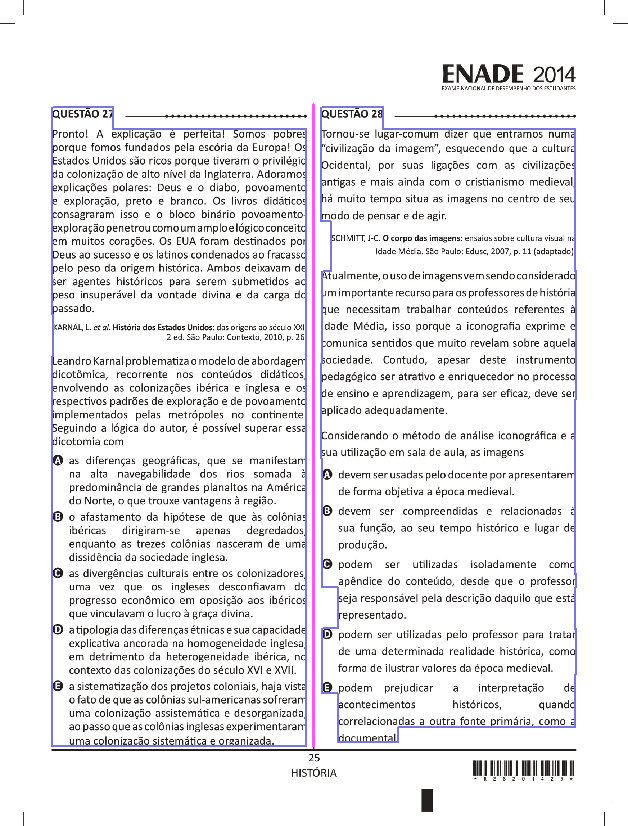 ENADE 2014
EXAME NACIONAL DE DESEMPENHO DOS ESTUDANTES
QUESTÃO 27
Pronto! A explicação é perfeita! Somos pobres
porque fomos fundados pela escória da Europa! Os
Estados Unidos são ricos porque tiveram o privilégio
da colonização de alto nível da Inglaterra. Adoramos
explicações polares: Deus e o diabo, povoamento
e exploração, preto e branco. Os livros didáticos
consagraram isso e o bloco binário povoamento-
exploração penetrou como um amplo e lógico conceito
em muitos corações. Os EUA foram destinados por
Deus ao sucesso e os latinos condenados ao fracasso
pelo peso da origem histórica. Ambos deixavam de
ser agentes históricos para serem submetidos ao
peso insuperável da vontade divina e da carga do
passado.
KARNAL, L. et al. História dos Estados Unidos: das origens ao século XXI
2 ed. São Paulo: Contexto, 2010, p. 26
Leandro Karnal problematiza o modelo de abordagem
dicotômica, recorrente nos conteúdos didáticos,
envolvendo as colonizações ibérica e inglesa e os
respectivos padrões de exploração e de povoamento
implementados pelas metrópoles no continente
Seguindo a lógica do autor, é possível superar essa
dicotomia com
A as diferenças geográficas, que se manifestam
na alta navegabilidade dos rios somada à
predominância de grandes planaltos na América
do Norte, o que trouxe vantagens à região.
B o afastamento da hipótese de que às colônias
ibéricas dirigiram-se apenas degredados,
enquanto as trezes colônias nasceram de uma
dissidência da sociedade inglesa.
C as divergências culturais entre os colonizadores,
uma vez que os ingleses desconfiavam do
progresso econômico em oposição aos ibéricos
que vinculavam o lucro à graça divina.
D a tipologia das diferenças étnicas e sua capacidade
explicativa ancorada na homogeneidade inglesa,
em detrimento da heterogeneidade ibérica, no
contexto das colonizações do século XVI e XVII.
E a sistematização dos projetos coloniais, haja vista
o fato de que as colônias sul-americanas sofreram
uma colonização assistemática e desorganizada,
ao passo que as colônias inglesas experimentaram
uma colonização sistemática e organizada.
QUESTÃO 28
Tornou-se lugar-comum dizer que entramos numa
"civilização da imagem", esquecendo que a cultura
Ocidental, por suas ligações com as civilizações
antigas e mais ainda com o cristianismo medieval,
há muito tempo situa as imagens no centro de seu
modo de pensar e de agir.
SCHMITT, J-C. O corpo das imagens: ensaios sobre cultura visual na
Idade Média. São Paulo: Edusc, 2007, p. 11 (adaptado)
Atualmente, o uso de imagens vem sendo considerado
um importante recurso para os professores de história
que necessitam trabalhar conteúdos referentes à
Idade Média, isso porque a iconografia exprime e
comunica sentidos que muito revelam sobre aquela
sociedade. Contudo, apesar deste instrumento
pedagógico ser atrativo e enriquecedor no processo
de ensino e aprendizagem, para ser eficaz, deve ser
aplicado adequadamente.
Considerando o método de análise iconográfica e a
sua utilização em sala de aula, as imagens
A devem ser usadas pelo docente por apresentarem
de forma objetiva a época medieval.
B devem ser compreendidas e relacionadas à
sua função, ao seu tempo histórico e lugar de
produção.
C podem ser utilizadas isoladamente como
apêndice do conteúdo, desde que o professor
seja responsável pela descrição daquilo que está
representado.
D podem ser utilizadas pelo professor para tratar
de uma determinada realidade histórica, como
forma de ilustrar valores da época medieval.
E podem prejudicar a interpretação de
acontecimentos históricos, quando
correlacionadas a outra fonte primária, como a
documental.
25
HISTÓRIA
*R28201425*